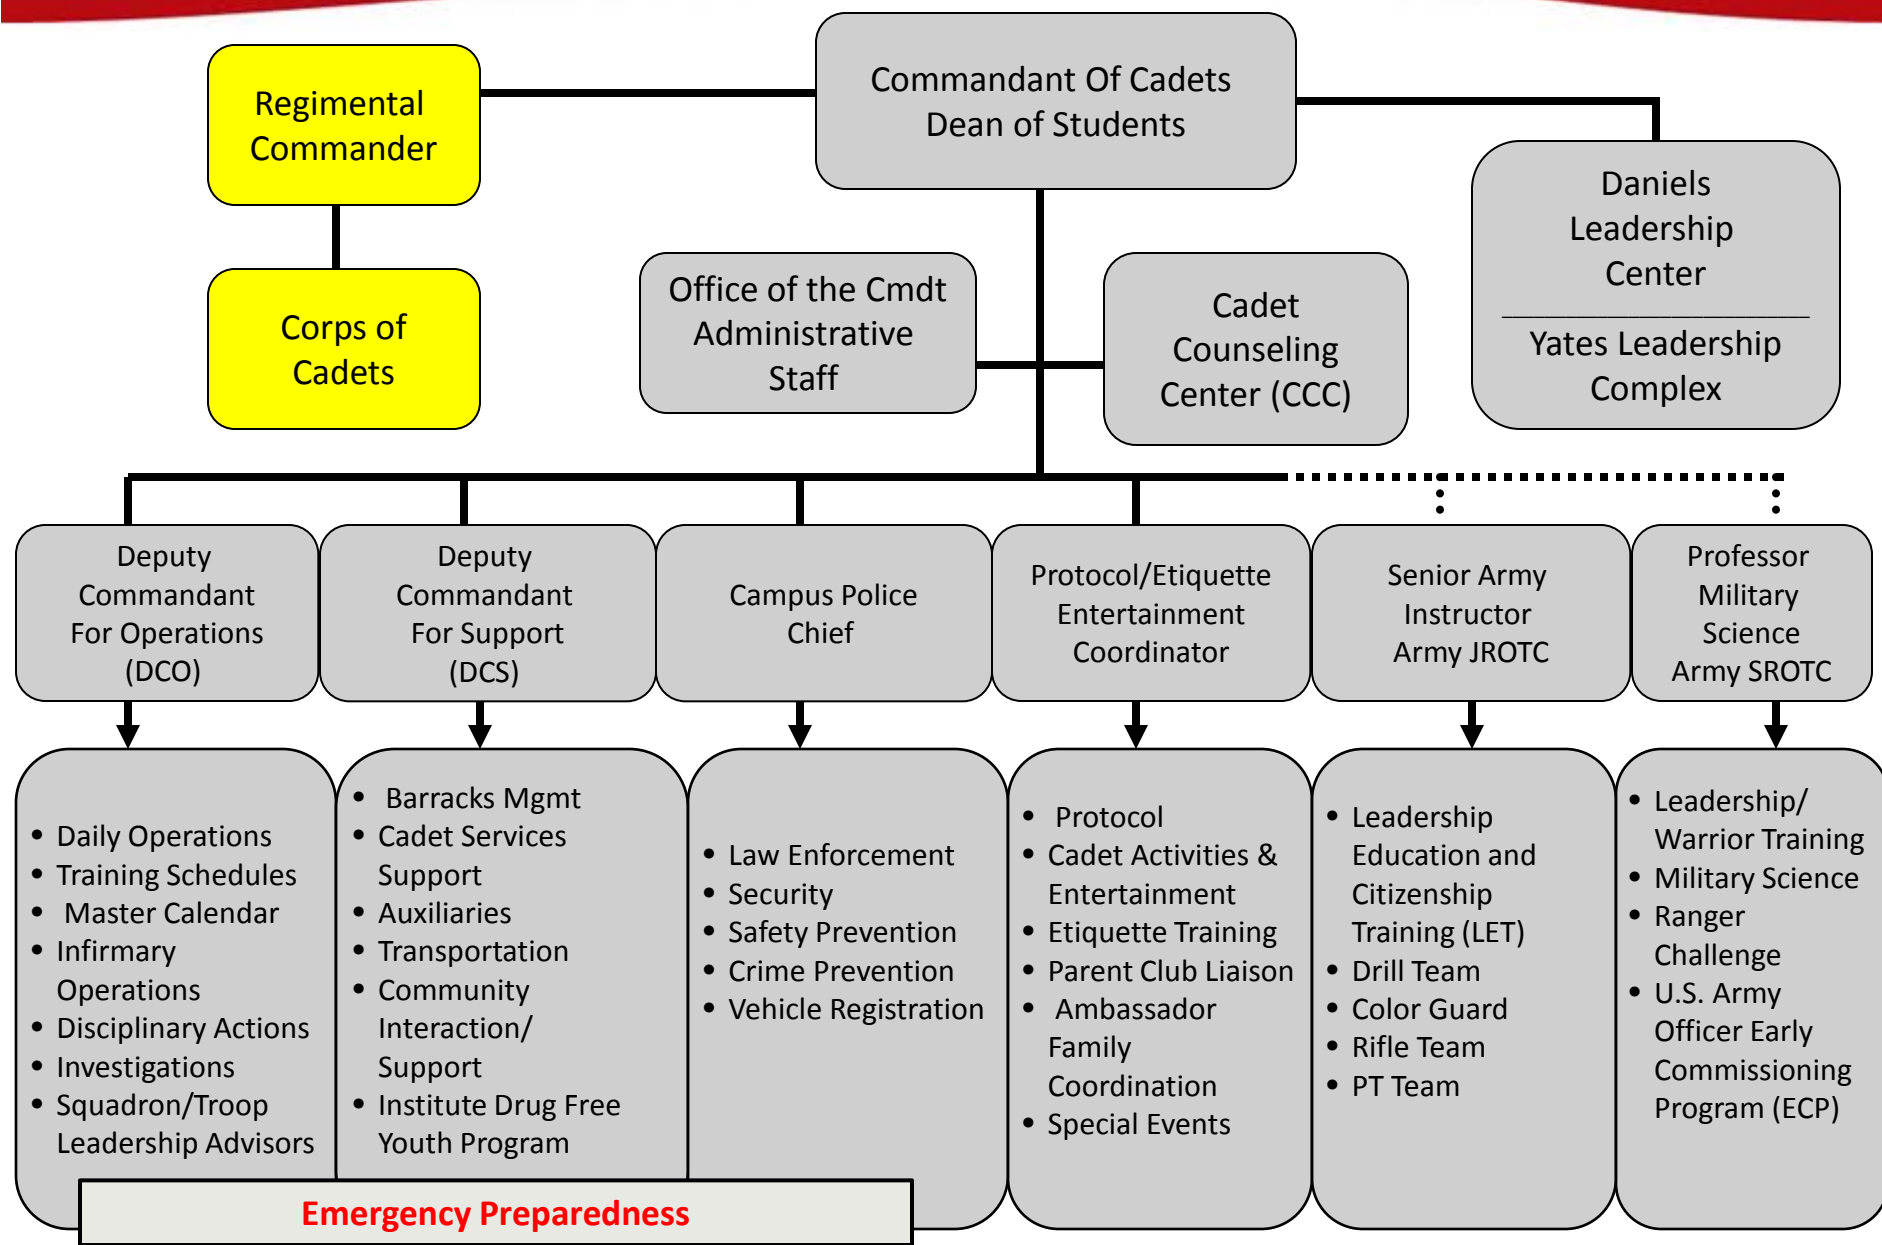 Commandant Of Cadets
Dean of Students
Regimental
Commander
Corps of
Cadets
Office of the Cmdt
Administrative
Staff
Cadet
Counseling
Center (CCC)
Daniels
Leadership
Center
Yates Leadership
Complex
Deputy
Commandant
For Operations
(DCO)
Deputy
Commandant
For Support
(DCS)
Campus Police
Chief
Protocol/Etiquette
Entertainment
Coordinator
Senior Army
Instructor
Army JROTC
Professor
Military
Science
Army SROTC
• Daily Operations
• Training Schedules
• Master Calendar
• Infirmary
Operations
• Disciplinary Actions
• Investigations
• Squadron/Troop
Leadership Advisors
• Barracks Mgmt
• Cadet Services
Support
• Auxiliaries
• Transportation
• Community
Interaction/
Support
• Institute Drug Free
Youth Program
• Law Enforcement
• Security
• Safety Prevention
• Crime Prevention
• Vehicle Registration
• Protocol
• Cadet Activities &
Entertainment
• Etiquette Training
• Parent Club Liaison
• Ambassador
Family
Coordination
• Special Events
• Leadership
Education and
Citizenship
Training (LET)
• Drill Team
• Color Guard
• Rifle Team
• PT Team
• Leadership/
Warrior Training
• Military Science
• Ranger
Challenge
• U.S. Army
Officer Early
Commissioning
Program (ECP)
Emergency Preparedness